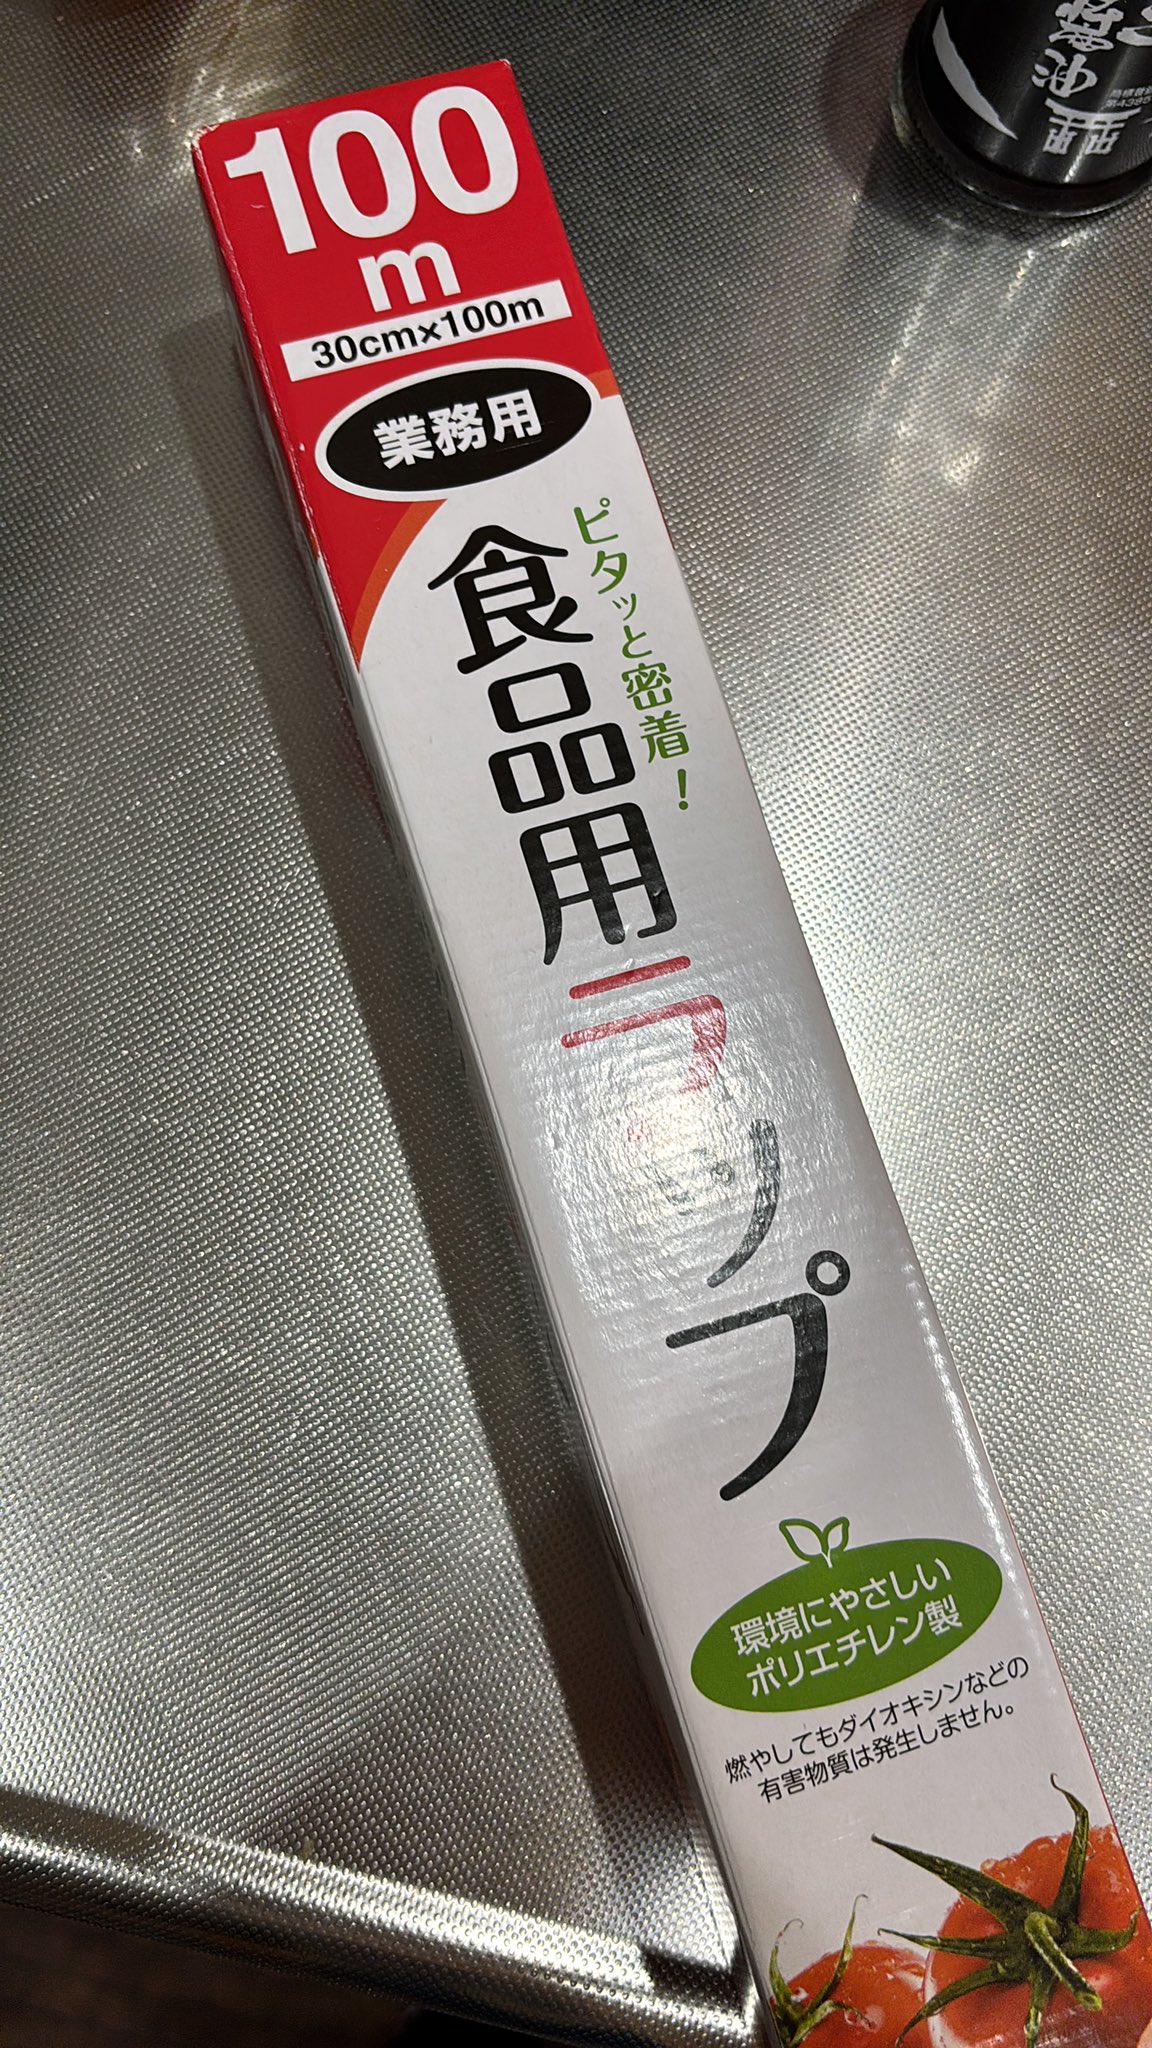 100
m
30cm×100m
業務用
ピタッと密着!
食品用ラップ
環境にやさしい
ポリエチレン製
燃やしてもダイオキシンなどの
有害物質は発生しません。
醤油